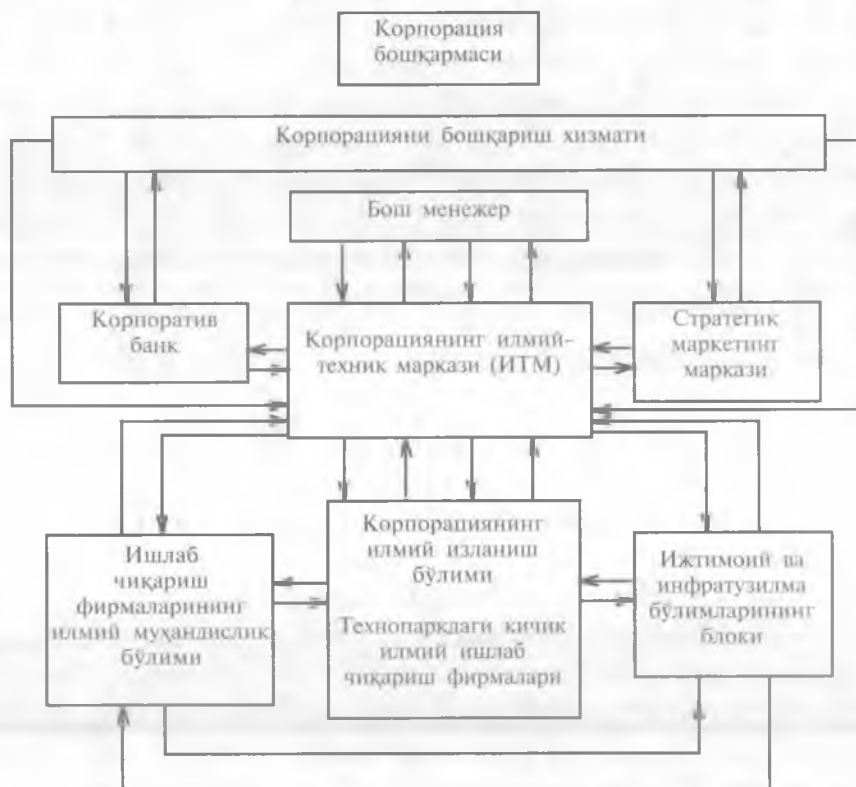 Корпорация
бошқармаси
Корпорацияни бошқариш хизмати
Бош менежер
Корпоратив
банк
Корпорациянинг илмий-
техник маркази (ИТМ)
Стратегик
маркетинг
маркази
Ишлаб
чиқариш
фирмаларининг
илмий муҳандислик
бўлими
Корпорациянинг
илмий изланиш
бўлими
Технопаркдаги кичик
илмий ишлаб
чиқариш фирмалари
Ижтимоий ва
инфратузилма
бўлимларининг
блоки